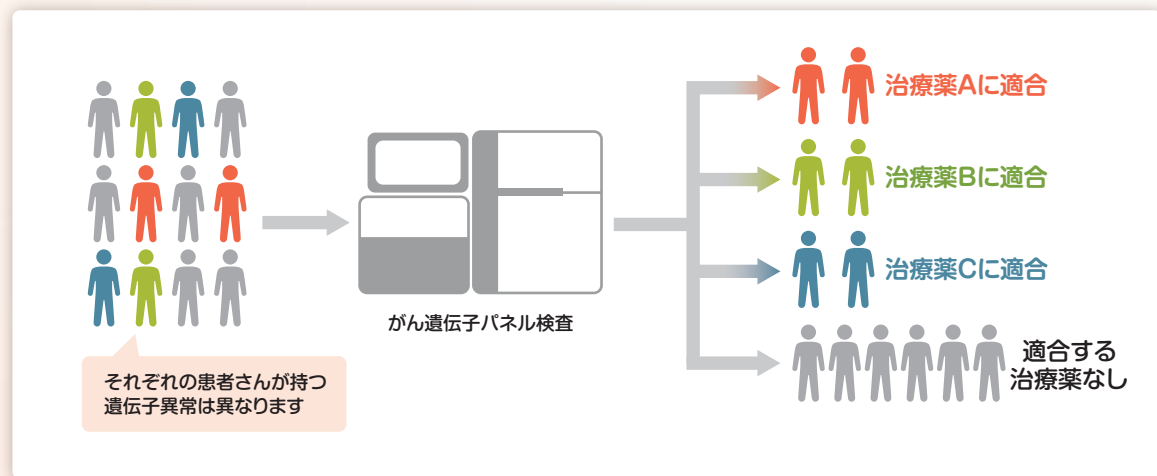 それぞれの患者さんが持つ
遺伝子異常は異なります
がん遺伝子パネル検査
治療薬Aに適合
治療薬Bに適合
治療薬Cに適合
適合する
治療薬なし